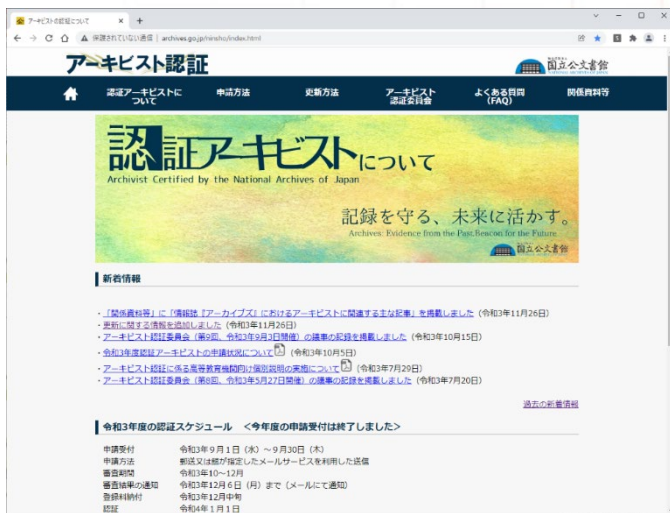 アーキビストの認証について
保護されていない通信 | archives.go.jp/ninsho/index.html
アーキビスト認証
国立公文書館
認証アーキビストに
ついて
申請方法
更新方法
アーキビスト
認証委員会
よくある質問
(FAQ)
関係資料等
認証アーキビストについて
Archivist Certified by the National Archives of Japan
記録を守る、未来に活かす。
Archives: Evidence from the Past, Beacon for the Future
国立公文書館
新着情報
・「関係資料等」に「情報誌『アーカイブズ』におけるアーキビストに関連する主な記事」を掲載しました（令和3年11月26日）
・更新に関する情報を追加しました（令和3年11月26日）
・アーキビスト認証委員会（第9回、令和3年9月3日開催）の議事の記録を掲載しました（令和3年10月15日）
・令和3年度認証アーキビストの申請状況について（令和3年10月5日）
・アーキビスト認証に係る高等教育機関向け個別説明の実施について（令和3年7月29日）
・アーキビスト認証委員会（第8回、令和3年5月27日開催）の議事の記録を掲載しました（令和3年7月20日）
過去の新着情報
令和3年度の認証スケジュール ＜今年度の申請受付は終了しました＞
申請受付 令和3年9月1日（水）～9月30日（木）
申請方法 郵送又は館が指定したメールサービスを利用した送信
審査期間 令和3年10～12月
審査結果の通知 令和3年12月6日（月）まで（メールにて通知）
登録料納付 令和3年12月中旬
認証 令和4年1月1日